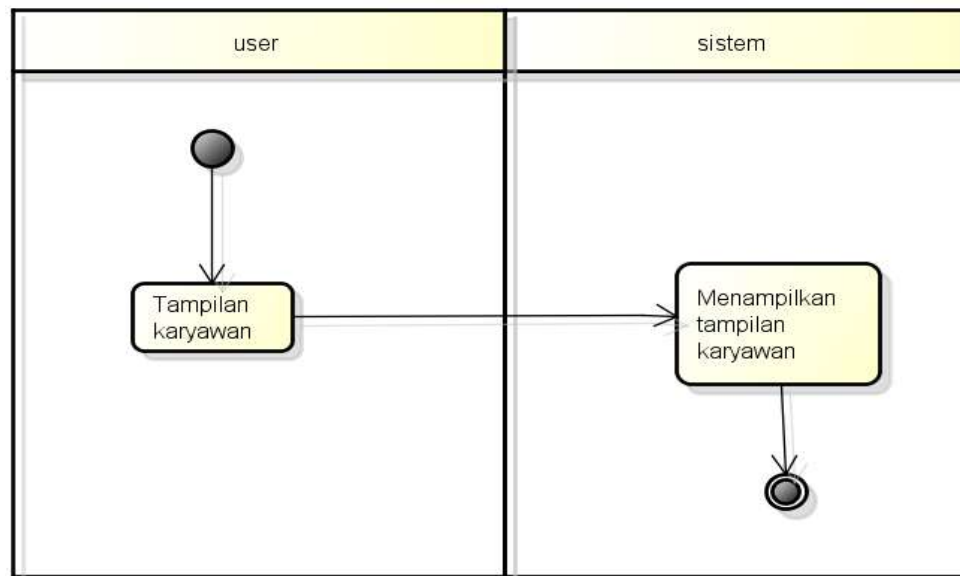 user
sistem
Tampilan
karyawan
Menampilkan
tampilan
karyawan